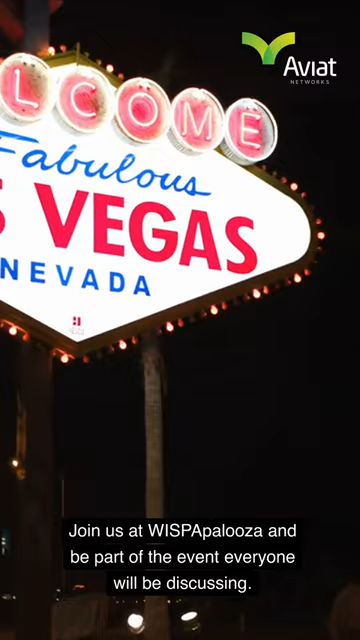 Aviat
NETWORKS
LCOME
Fabulous
S VEGAS
NEVADA
Join us at WISPApalooza and
be part of the event everyone
will be discussing.